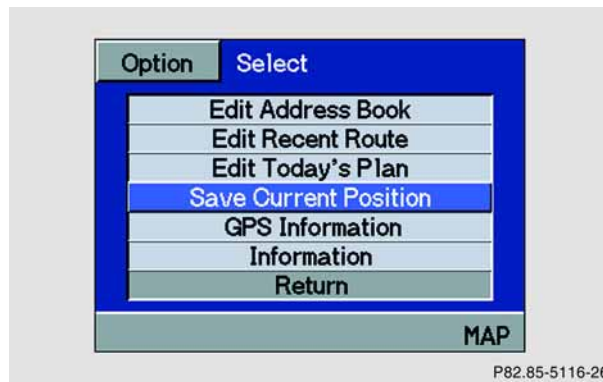 Option Select
Edit Address Book
Edit Recent Route
Edit Today's Plan
Save Current Position
GPS Information
Information
Return
MAP
P82.85-5116-26